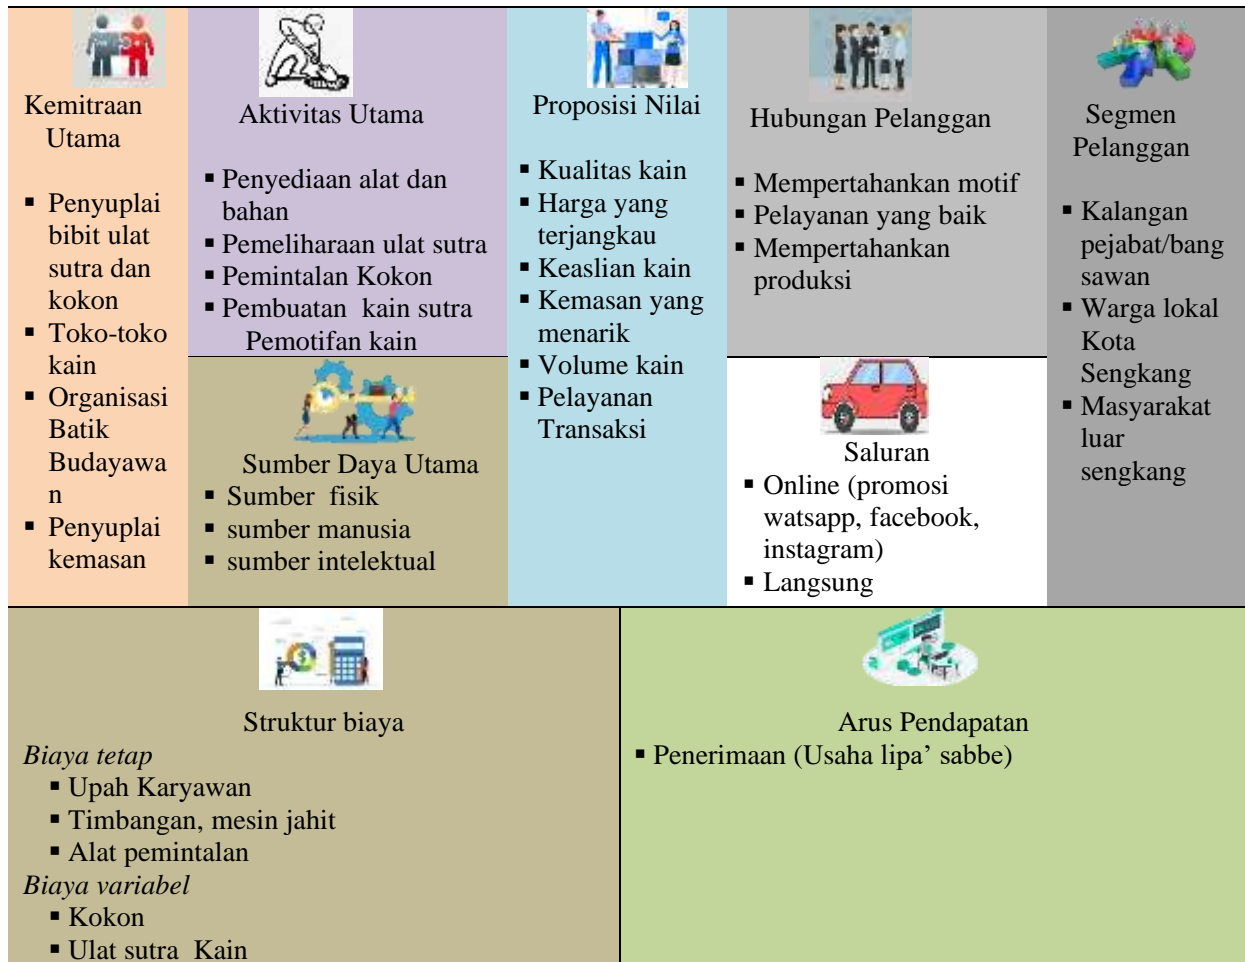 Kemitraan
Utama
▪ Penyuplai
bibit ulat
sutra dan
kokon
▪ Toko-toko
kain
▪ Organisasi
Batik
Budayawa
n
▪ Penyuplai
kemasan
Aktivitas Utama
▪ Penyediaan alat dan
bahan
▪ Pemeliharaan ulat sutra
▪ Pemintalan Kokon
▪ Pembuatan kain sutra
Pemotifan kain
Sumber Daya Utama
▪ Sumber fisik
▪ sumber manusia
▪ sumber intelektual
Proposisi Nilai
▪ Kualitas kain
▪ Harga yang
terjangkau
▪ Keaslian kain
▪ Kemasan yang
menarik
▪ Volume kain
▪ Pelayanan
Transaksi
Hubungan Pelanggan
▪ Mempertahankan motif
▪ Pelayanan yang baik
▪ Mempertahankan
produksi
Saluran
▪ Online (promosi
watsapp, facebook,
instagram)
▪ Langsung
Segmen
Pelanggan
▪ Kalangan
pejabat/bang
sawan
▪ Warga lokal
Kota
Sengkang
▪ Masyarakat
luar
sengkang
Struktur biaya
Biaya tetap
▪ Upah Karyawan
▪ Timbangan, mesin jahit
▪ Alat pemintalan
Biaya variabel
▪ Kokon
▪ Ulat sutra Kain
Arus Pendapatan
▪ Penerimaan (Usaha lipa’ sabbe)